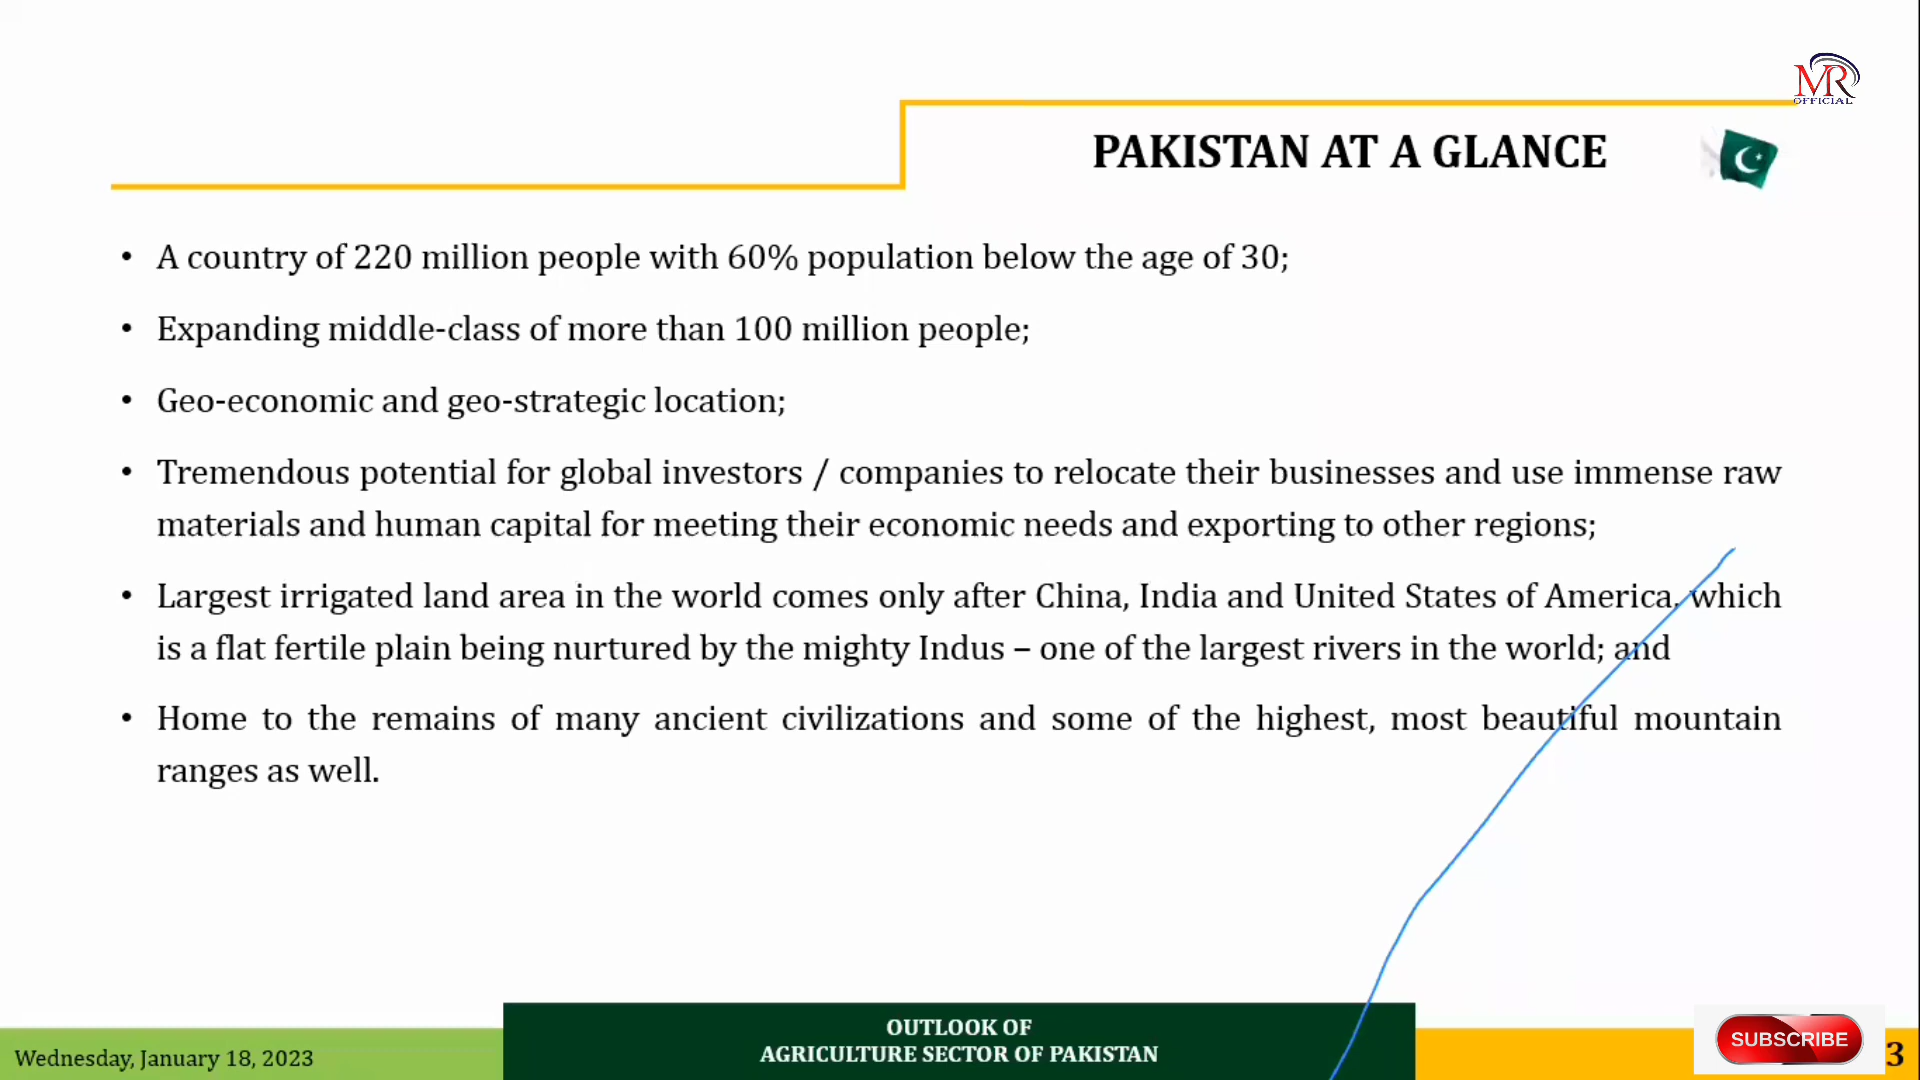 MR
OFFICIAL
PAKISTAN AT A GLANCE
• A country of 220 million people with 60% population below the age of 30;
• Expanding middle-class of more than 100 million people;
• Geo-economic and geo-strategic location;
• Tremendous potential for global investors / companies to relocate their businesses and use immense raw
materials and human capital for meeting their economic needs and exporting to other regions;
• Largest irrigated land area in the world comes only after China, India and United States of America, which
is a flat fertile plain being nurtured by the mighty Indus – one of the largest rivers in the world; and
• Home to the remains of many ancient civilizations and some of the highest, most beautiful mountain
ranges as well.
Wednesday, January 18, 2023
OUTLOOK OF
AGRICULTURE SECTOR OF PAKISTAN
SUBSCRIBE
3